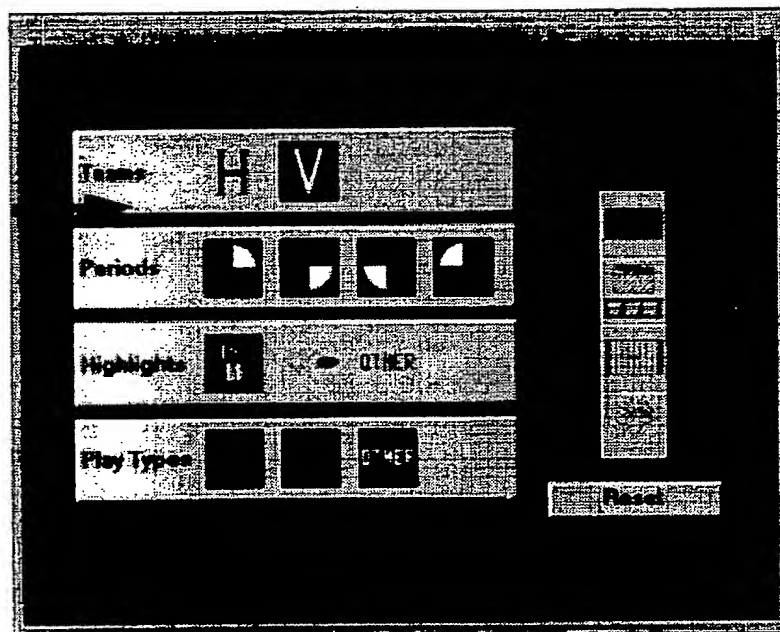 Teams H V
Periods
Highlights OTHER
Play Types OTHER
Reset